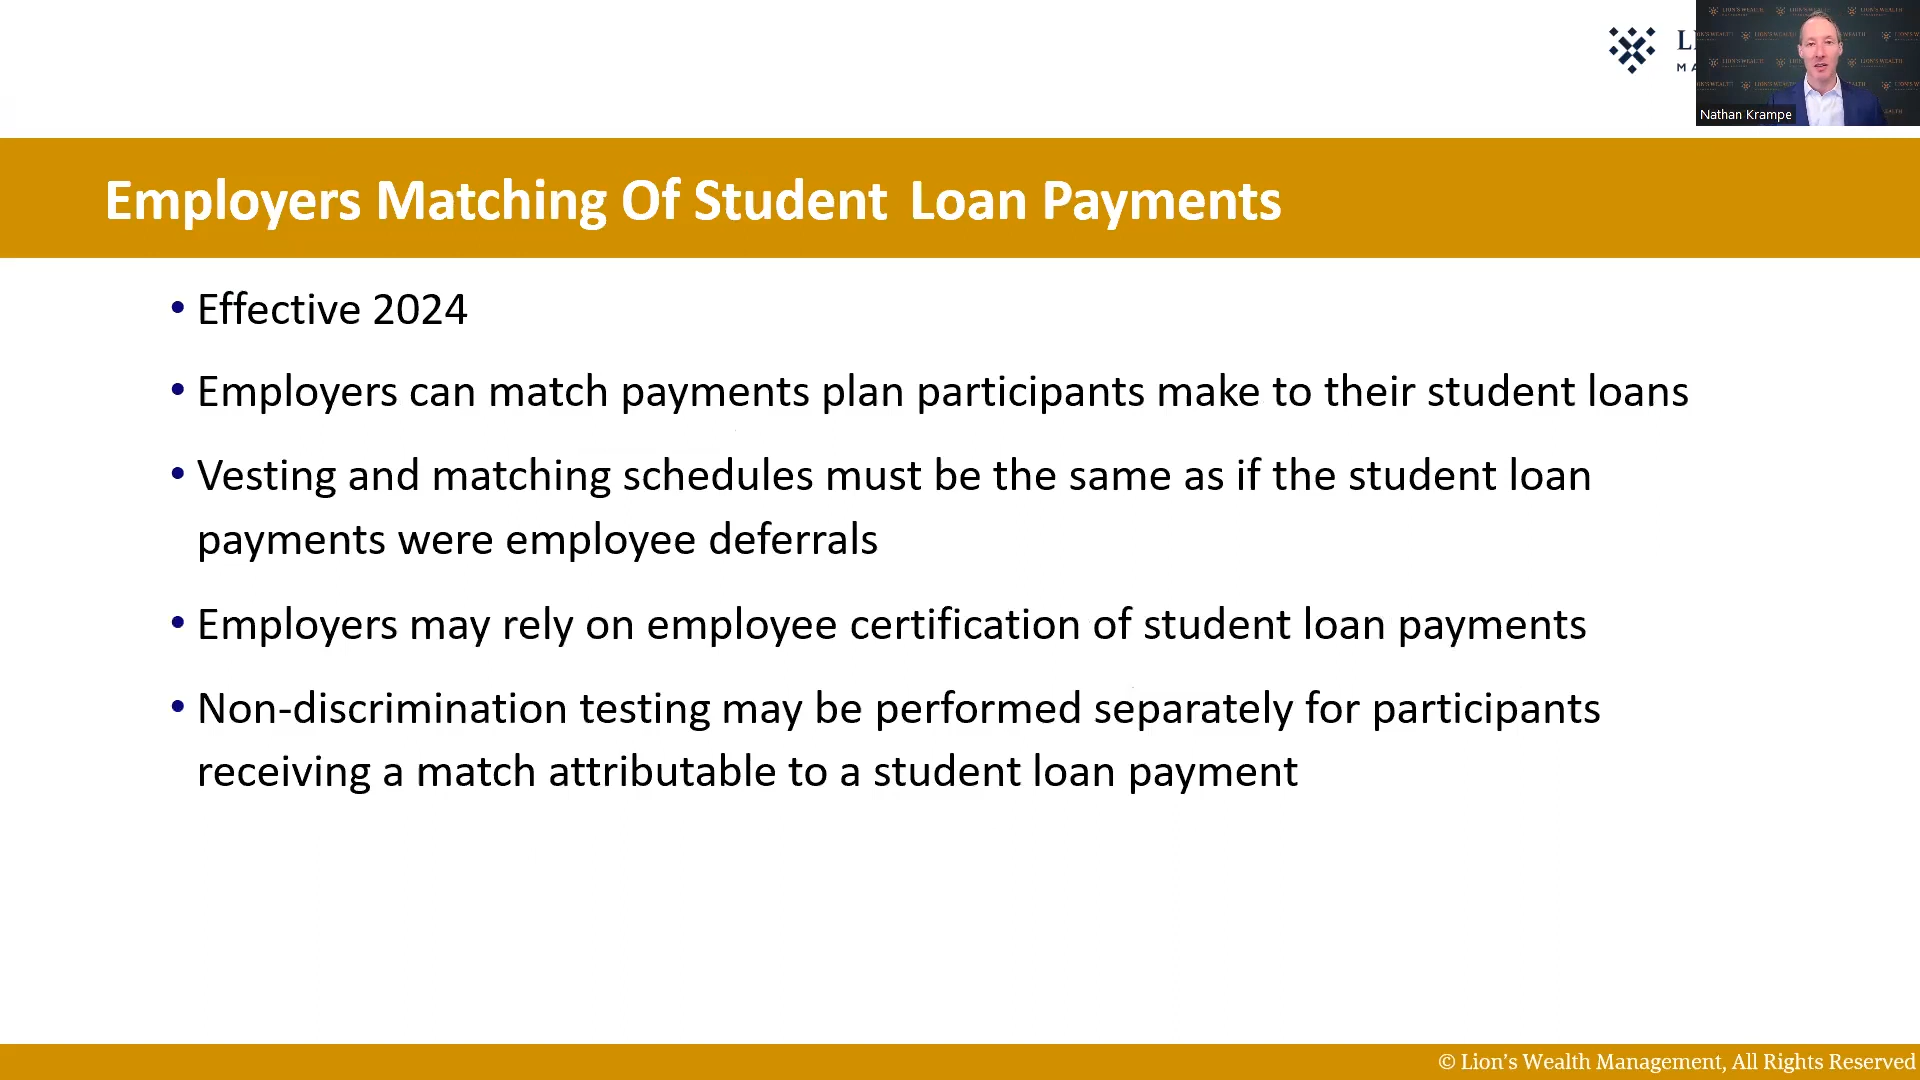 Nathan Krampe
Employers Matching Of Student Loan Payments
• Effective 2024
• Employers can match payments plan participants make to their student loans
• Vesting and matching schedules must be the same as if the student loan
payments were employee deferrals
• Employers may rely on employee certification of student loan payments
• Non-discrimination testing may be performed separately for participants
receiving a match attributable to a student loan payment
© Lion’s Wealth Management, All Rights Reserved